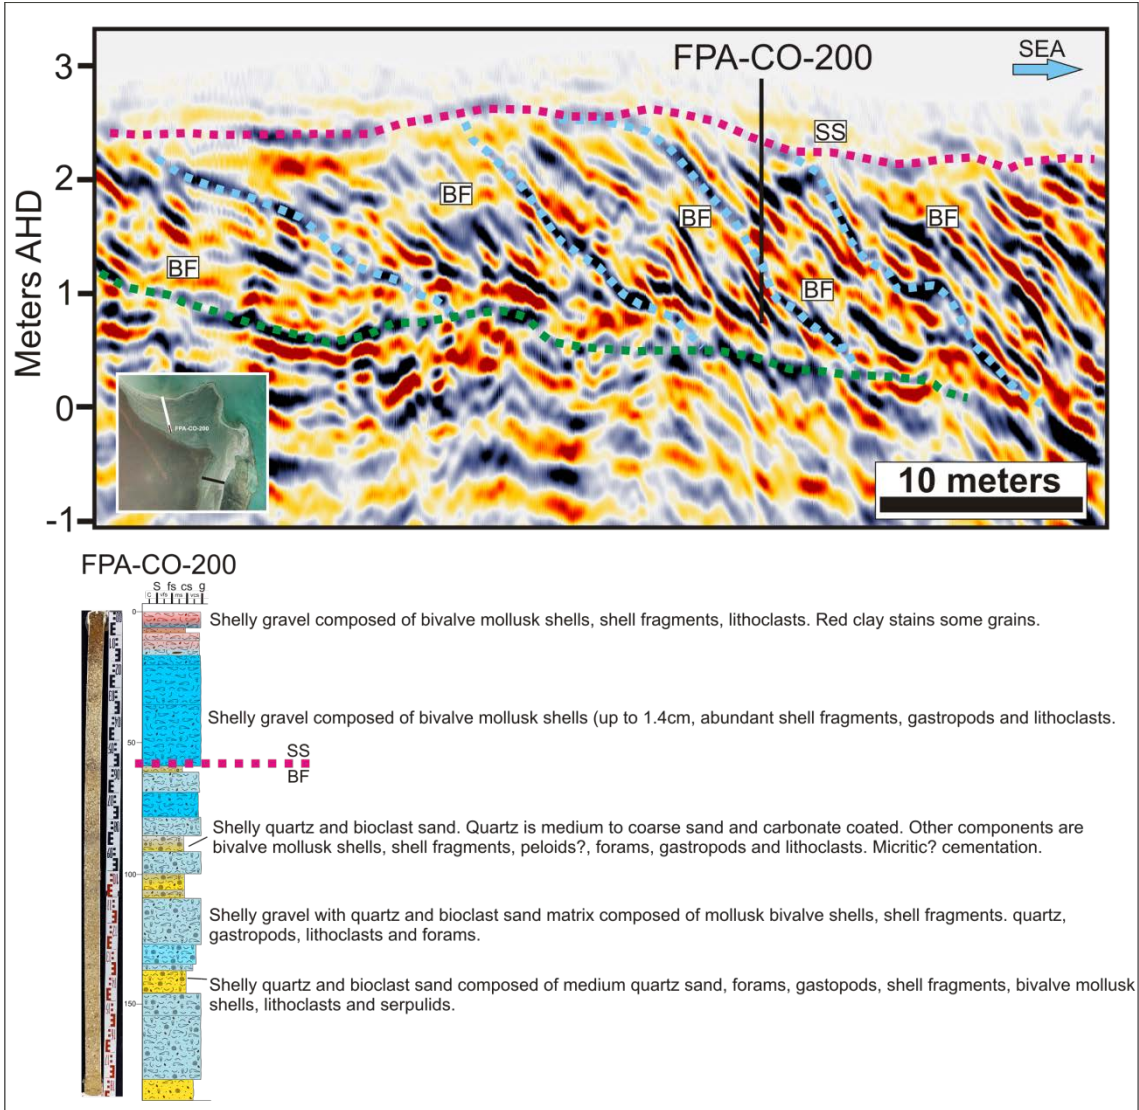 FPA-CO-200
SEA
3
SS
2
BF
BF
BF
Meters AHD
BF
1
BF
0
FPA-CO-200
10 meters
-1
FPA-CO-200
S fs cs g
C vfs ms vcs
0
Shelly gravel composed of bivalve mollusk shells, shell fragments, lithoclasts. Red clay stains some grains.
Shelly gravel composed of bivalve mollusk shells (up to 1.4cm, abundant shell fragments, gastropods and lithoclasts.
50
SS
BF
Shelly quartz and bioclast sand. Quartz is medium to coarse sand and carbonate coated. Other components are
bivalve mollusk shells, shell fragments, peloids?, forams, gastropods and lithoclasts. Micritic? cementation.
100
Shelly gravel with quartz and bioclast sand matrix composed of mollusk bivalve shells, shell fragments. quartz,
gastropods, lithoclasts and forams.
Shelly quartz and bioclast sand composed of medium quartz sand, forams, gastopods, shell fragments, bivalve mollusk
shells, lithoclasts and serpulids.
150